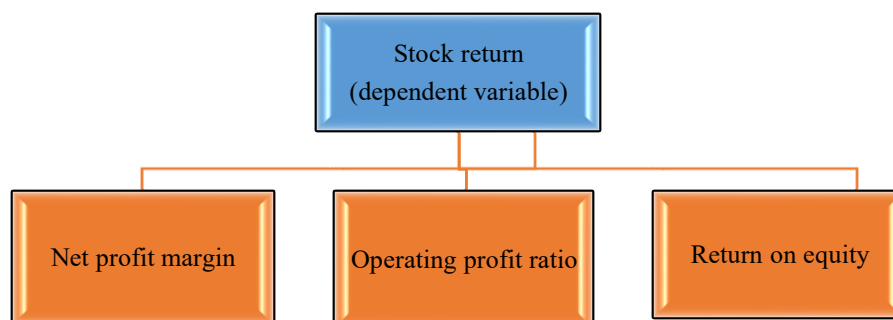 Stock return
(dependent variable)
Net profit margin
Operating profit ratio
Return on equity